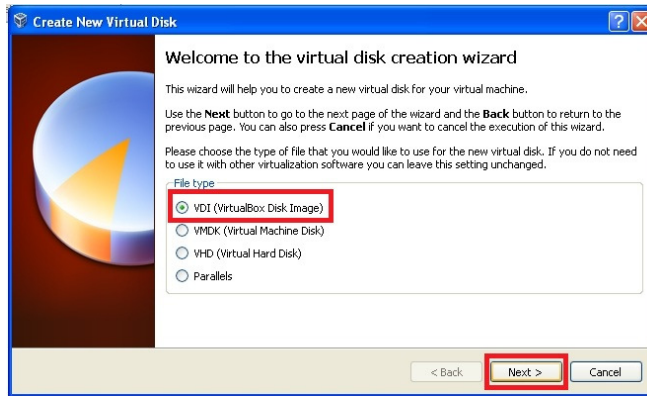 Create New Virtual Disk
Welcome to the virtual disk creation wizard
This wizard will help you to create a new virtual disk for your virtual machine.
Use the Next button to go to the next page of the wizard and the Back button to return to the
previous page. You can also press Cancel if you want to cancel the execution of this wizard.
Please choose the type of file that you would like to use for the new virtual disk. If you do not need
to use it with other virtualization software you can leave this setting unchanged.
File type
VDI (VirtualBox Disk Image)
VMDK (Virtual Machine Disk)
VHD (Virtual Hard Disk)
Parallels
< Back Next > Cancel